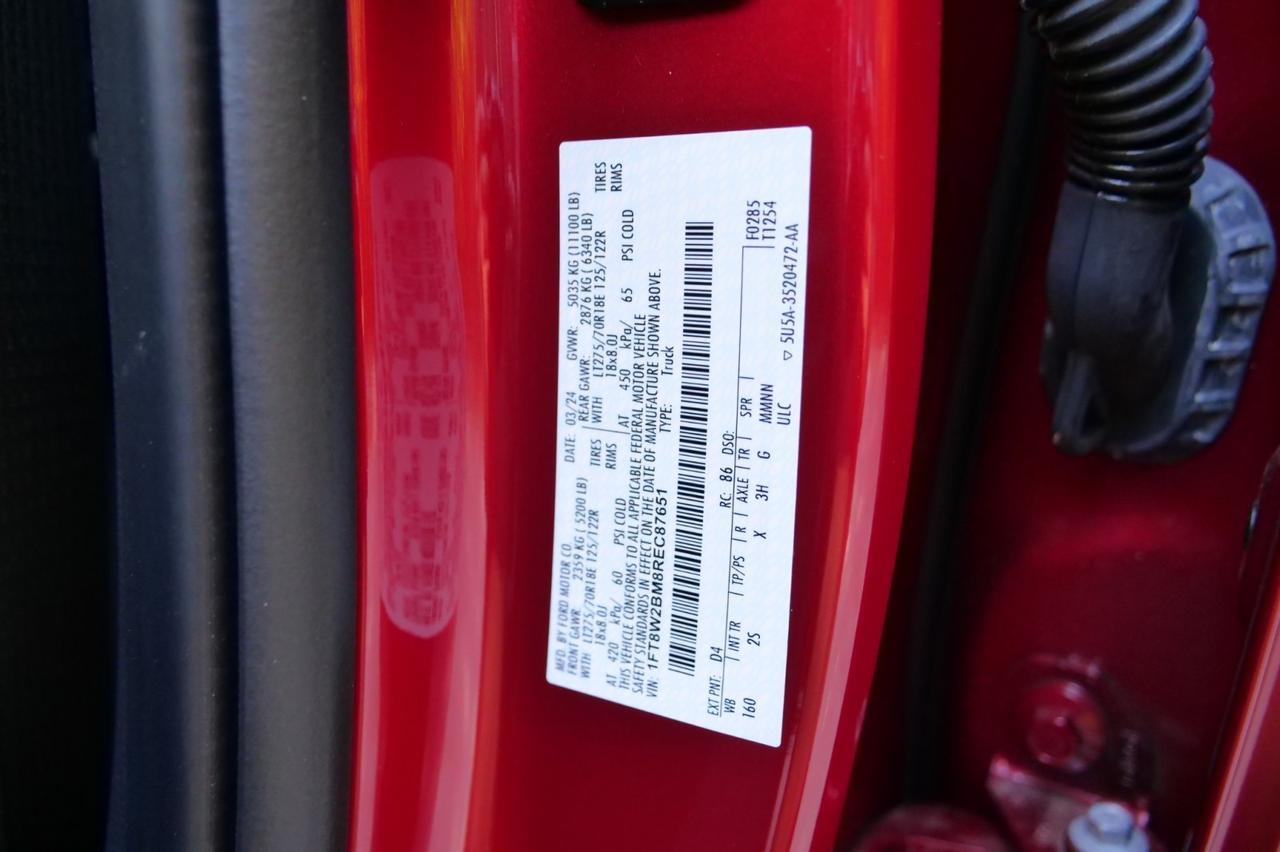 MFD. BY FORD MOTOR CO.
DATE: 03/24 GVWR: 5035 KG (11100 LB)
FRONT GAWR: 2359 KG ( 5200 LB) REAR GAWR: 2876 KG ( 6340 LB)
WITH LT275/70R18E 125/122R TIRES WITH LT275/70R18E 125/122R TIRES
18x8.0J RIMS 18x8.0J RIMS
AT 420 kPa/ 60 PSI COLD AT 450 kPa/ 65 PSI COLD
THIS VEHICLE CONFORMS TO ALL APPLICABLE FEDERAL MOTOR VEHICLE
SAFETY STANDARDS IN EFFECT ON THE DATE OF MANUFACTURE SHOWN ABOVE.
VIN: 1FT8W2BM8REC87651 TYPE: Truck
EXT PNT: D4 RC: 86 DSO: F0285
WB INT TR TP/PS R AXLE TR SPR T1254
160 2S X 3H G MMNN
ULC ▽ 5U5A-3520472-AA